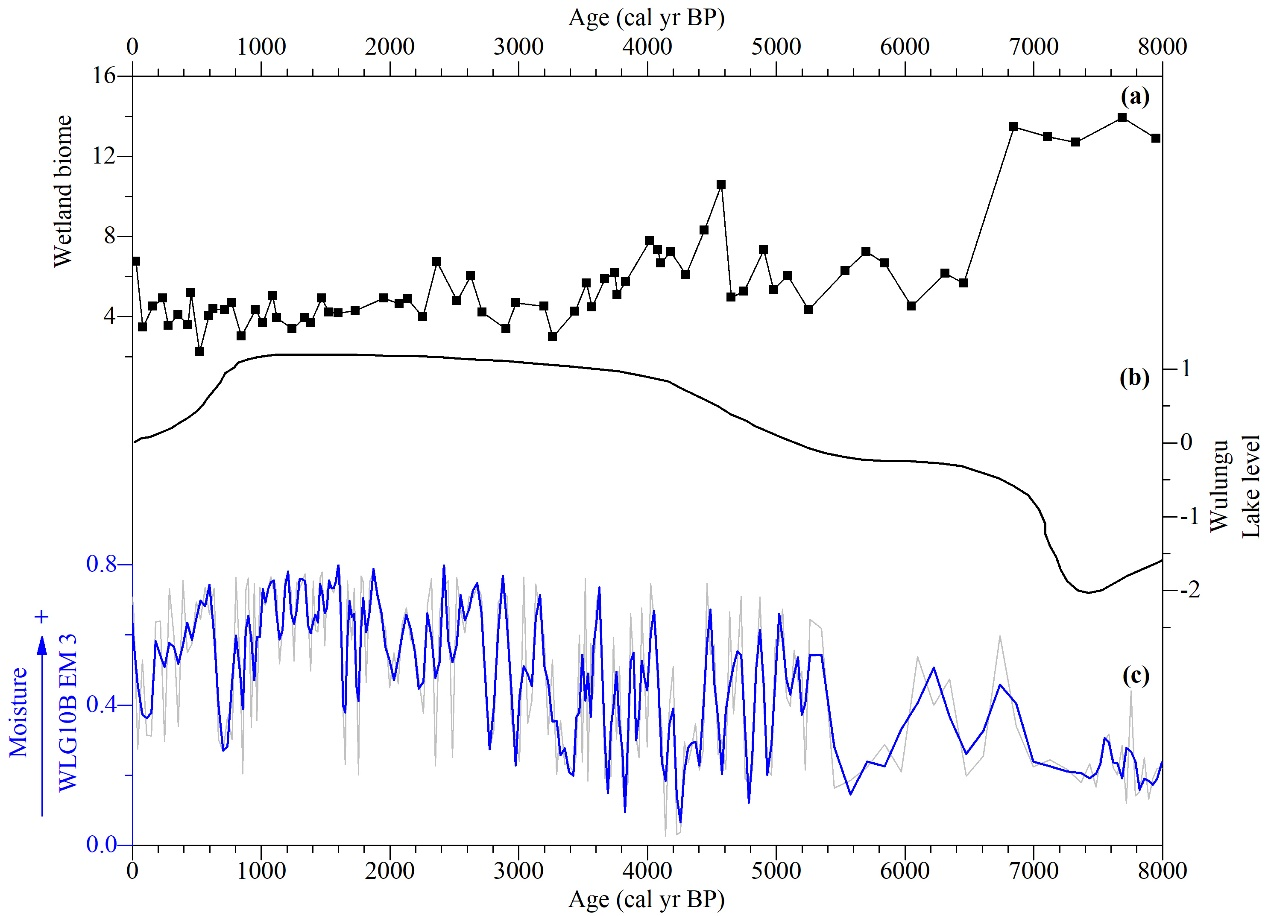 Age (cal yr BP)
0 1000 2000 3000 4000 5000 6000 7000 8000
16
12
8
4
Wetland biome
(a)
(b)
1
0
-1
-2
Wulungu
Lake level
0.8
0.4
0.0
Moisture +
WLG10B EM 3
(c)
0 1000 2000 3000 4000 5000 6000 7000 8000
Age (cal yr BP)